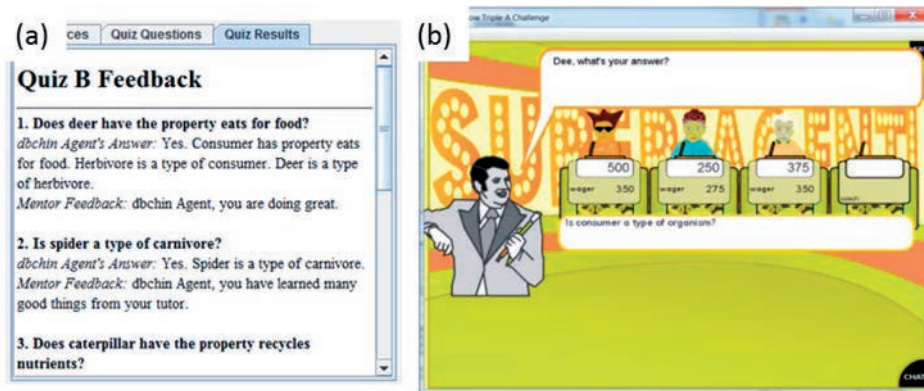 (a)
ces
Quiz Questions
Quiz Results
Quiz B Feedback
1. Does deer have the property eats for food?
dbchin Agent's Answer: Yes. Consumer has property eats
for food. Herbivore is a type of consumer. Deer is a type
of herbivore.
Mentor Feedback: dbchin Agent, you are doing great.
2. Is spider a type of carnivore?
dbchin Agent's Answer: Yes. Spider is a type of carnivore.
Mentor Feedback: dbchin Agent, you have learned many
good things from your tutor.
3. Does caterpillar have the property recycles
nutrients?
(b)
ow Triple A Challenge
Dee, what's your answer?
500 250 375
wager 350 wager 275 wager 350
Is consumer a type of organism?
CHA